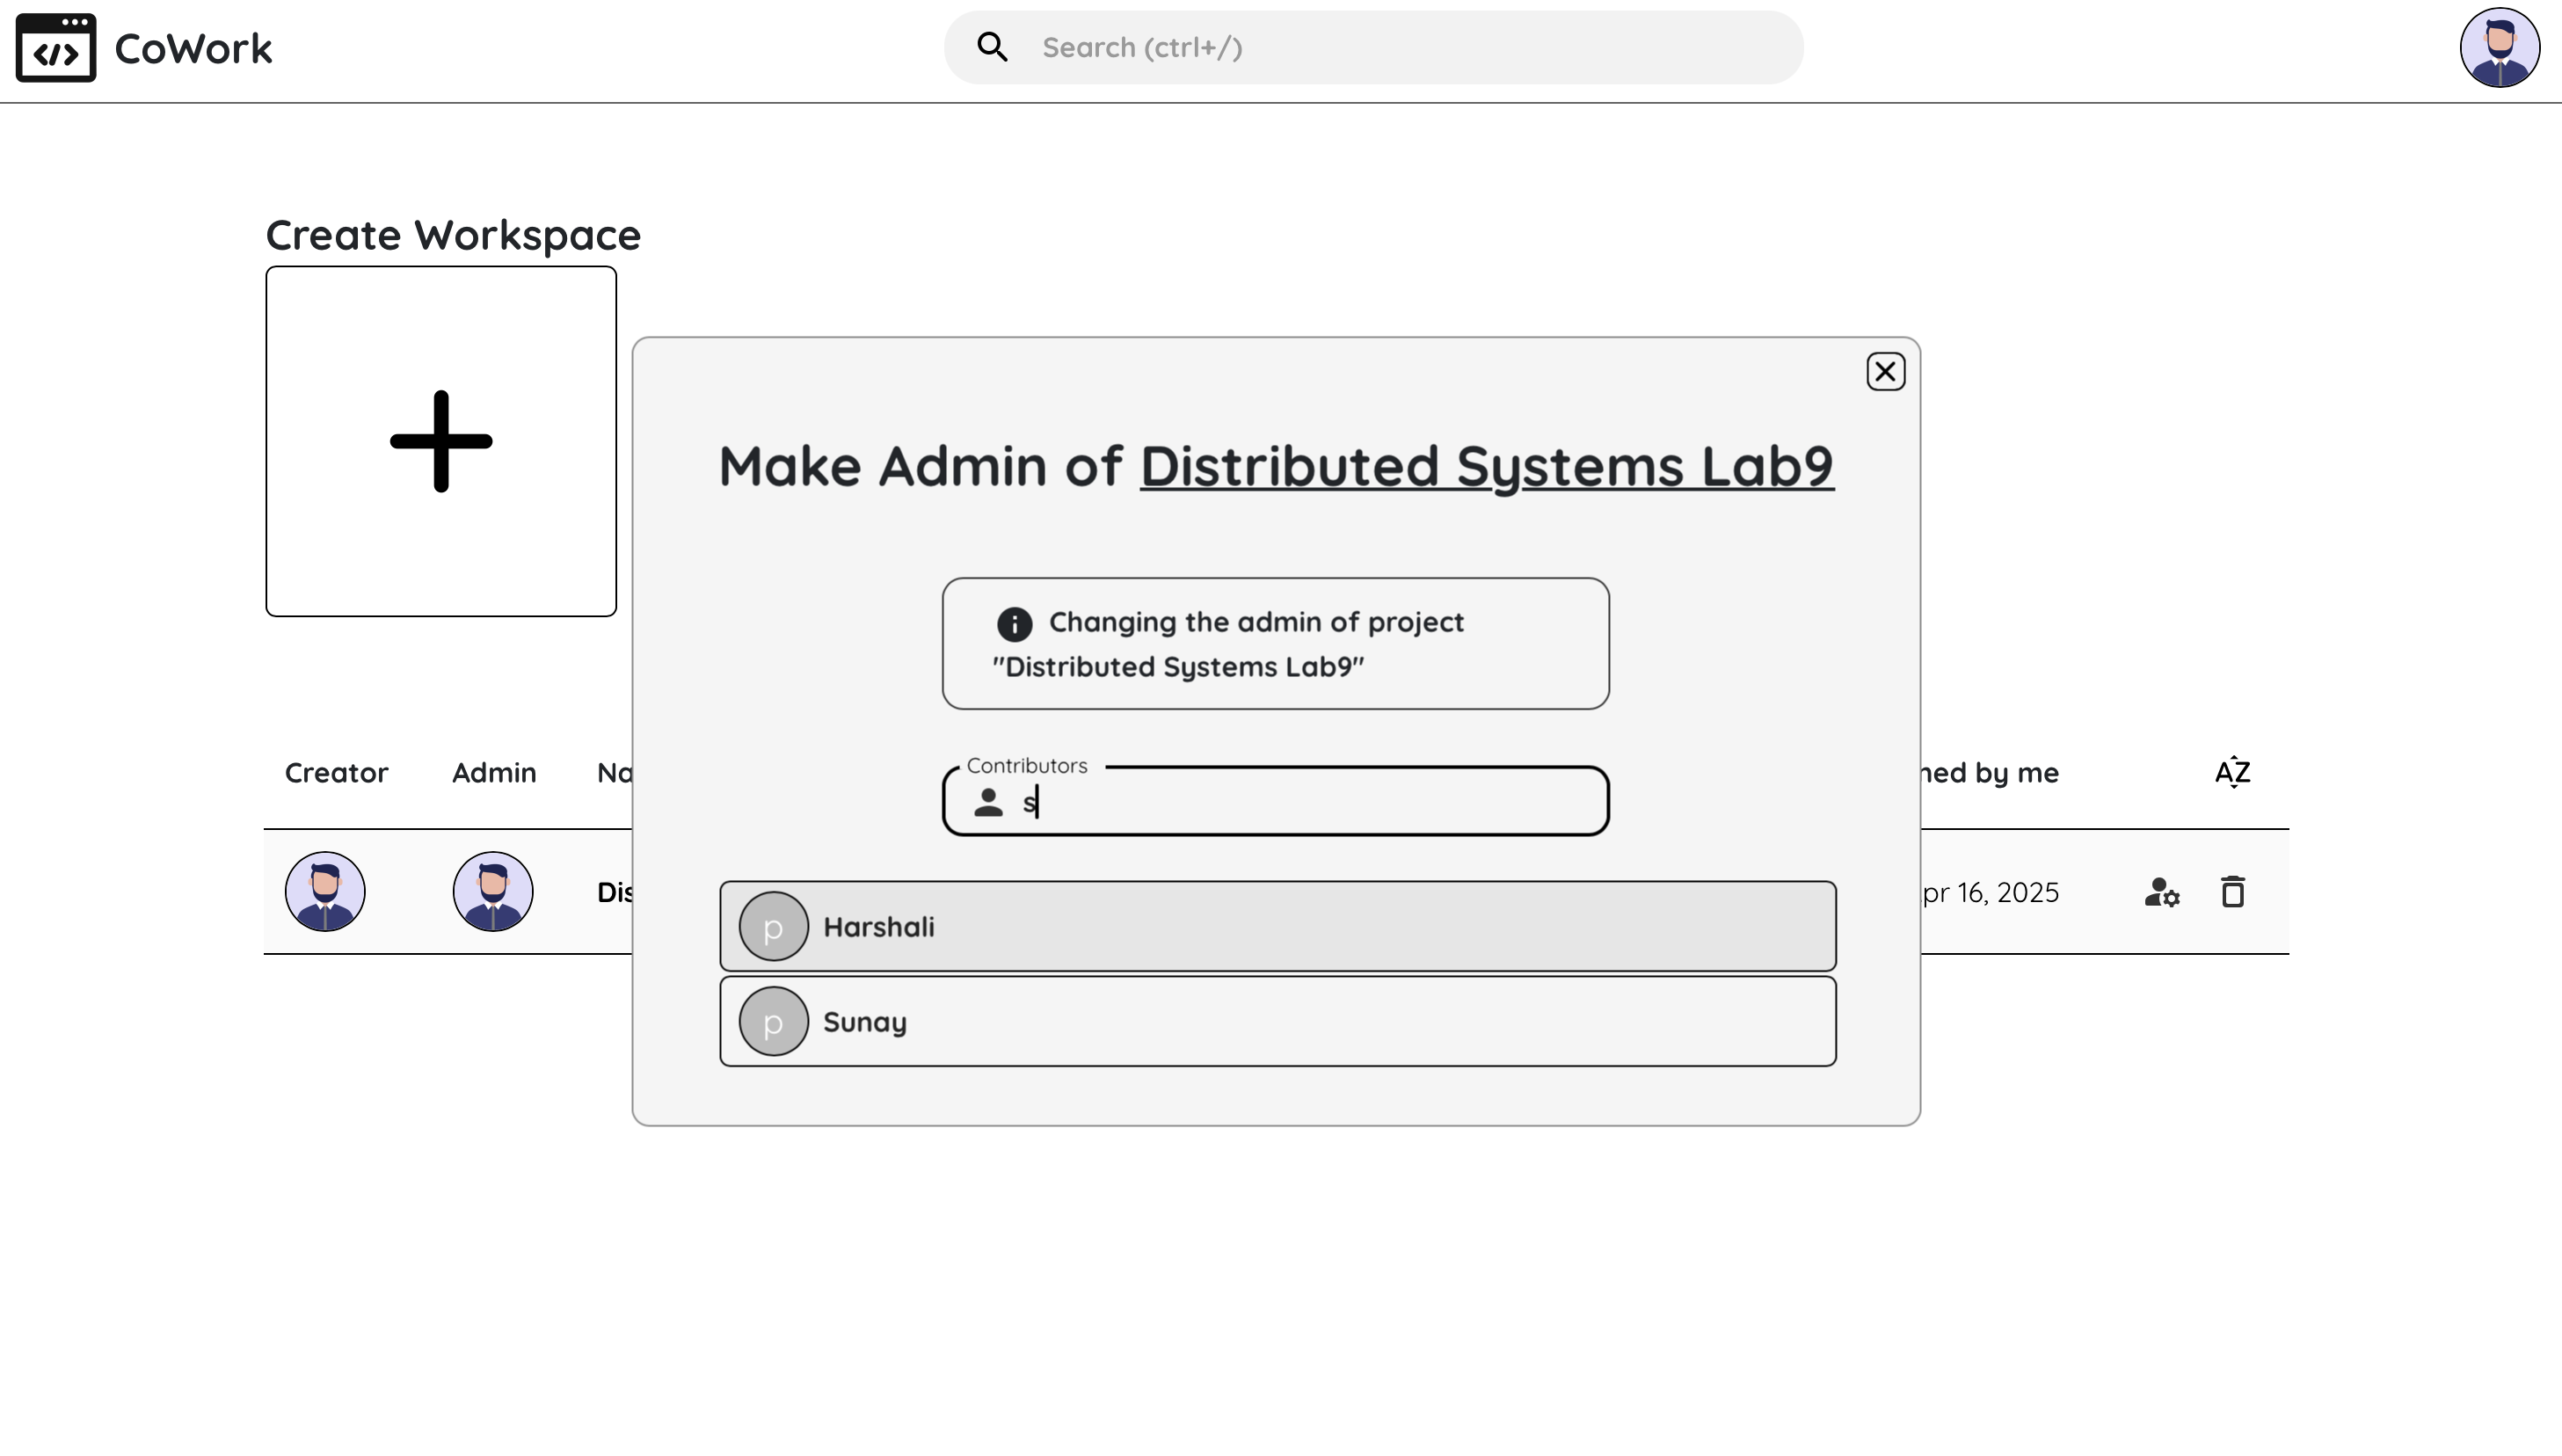 CoWork
Search (ctrl+/)
Create Workspace
Make Admin of Distributed Systems Lab9
Changing the admin of project
"Distributed Systems Lab9"
Creator Admin Na
ned by me AZ
Contributors
s
Dis
pr 16, 2025
p Harshali
p Sunay